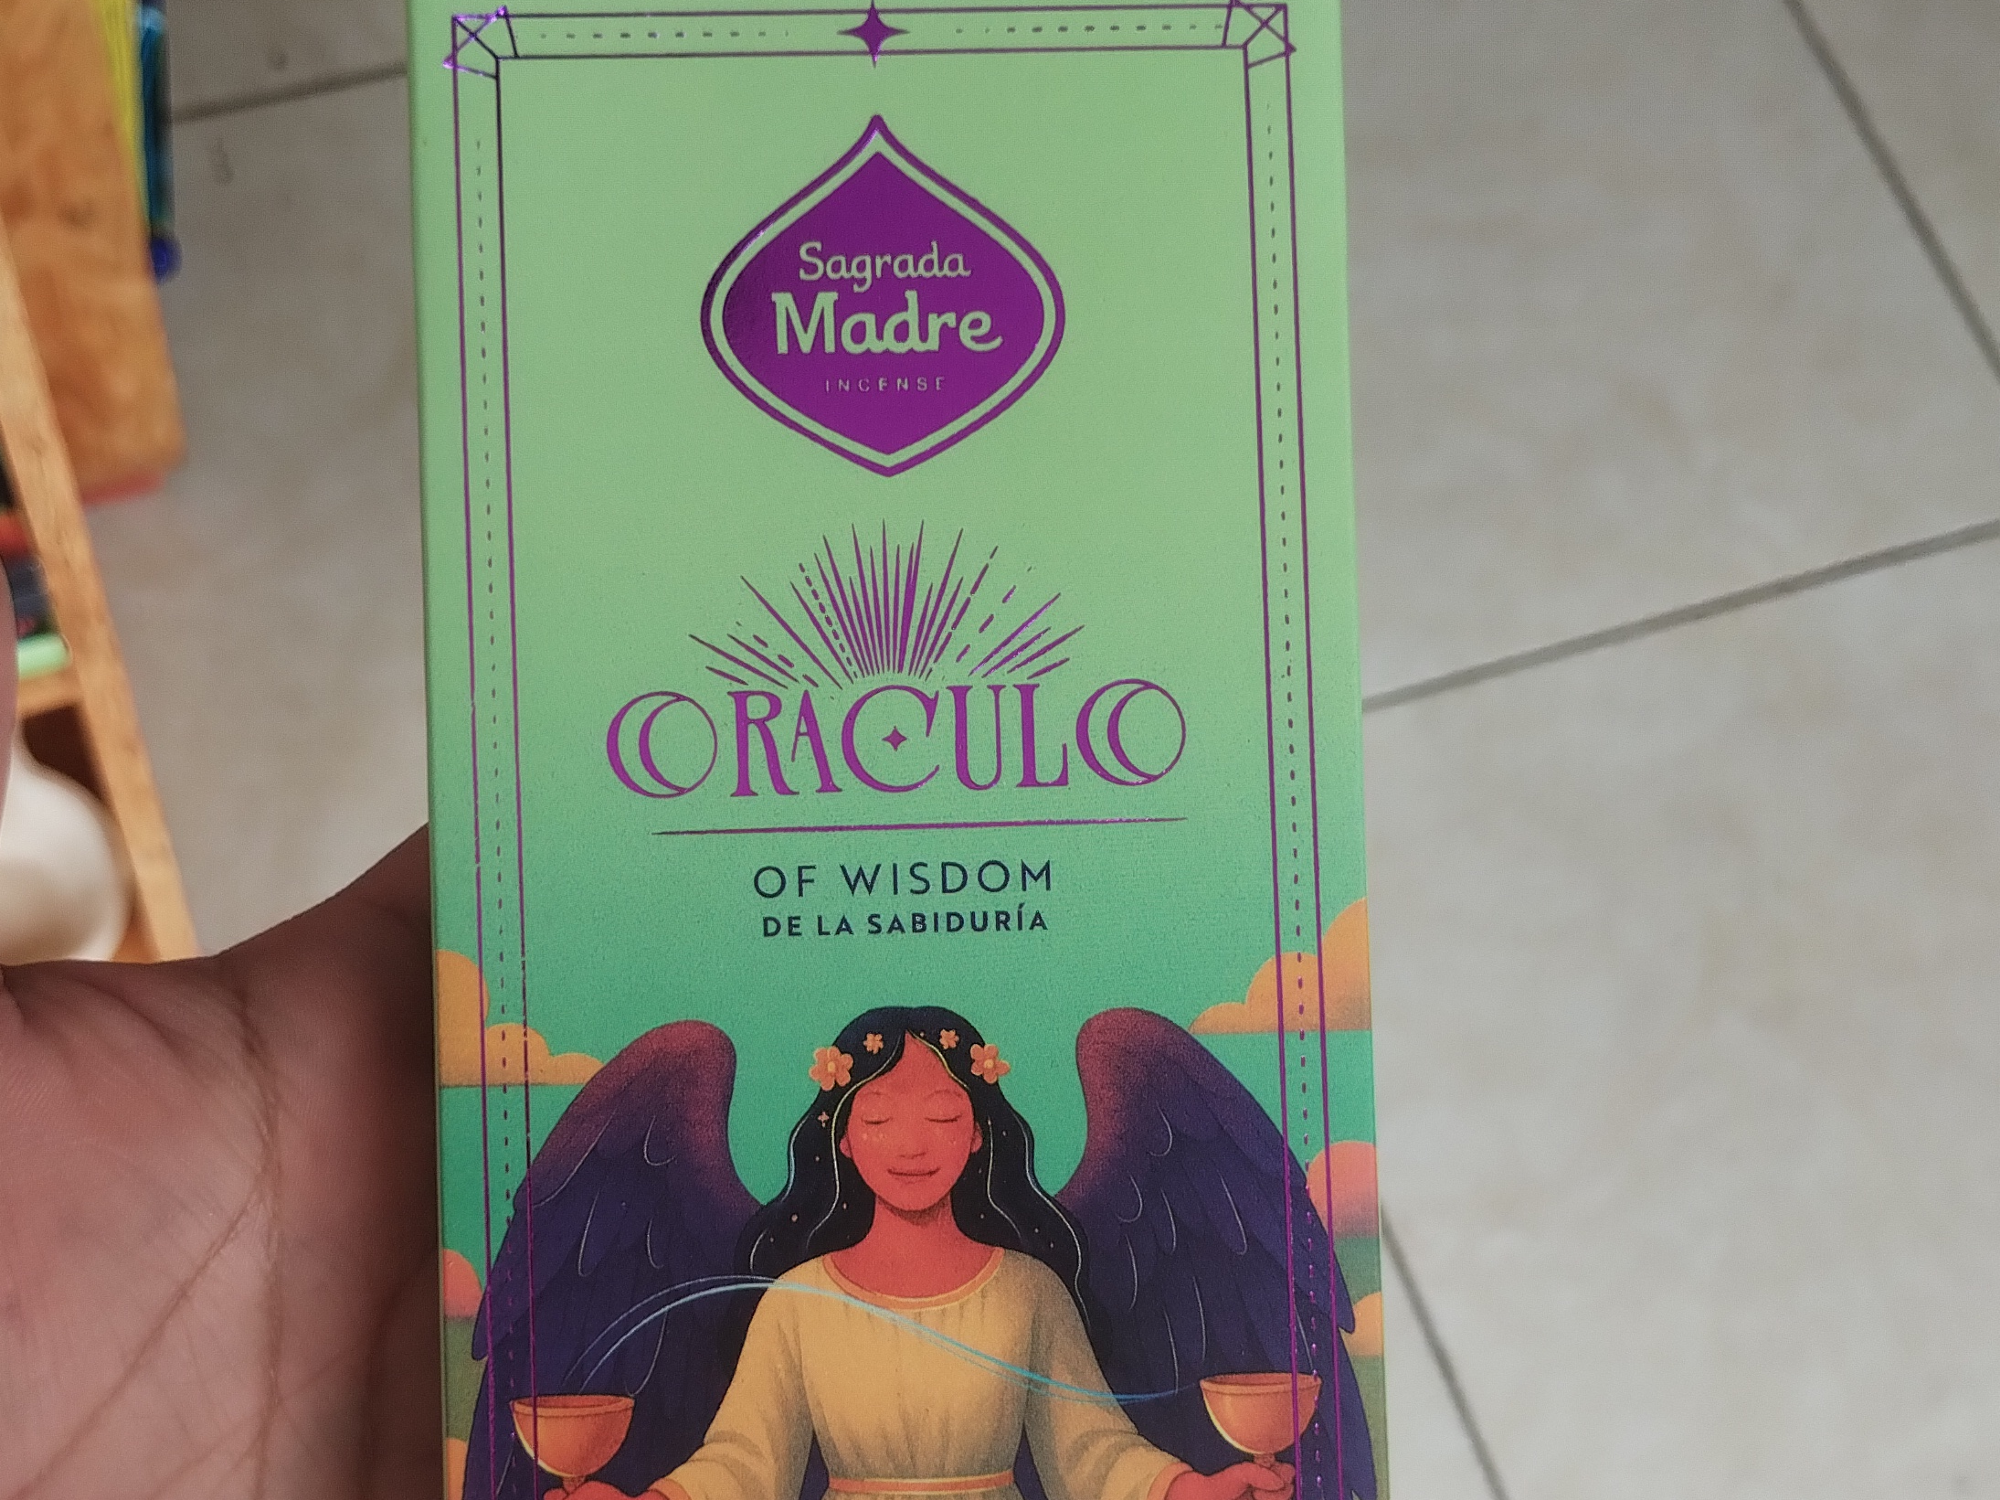 Sagrada
Madre
INCENSE
ORACULO
OF WISDOM
DE LA SABIDURÍA